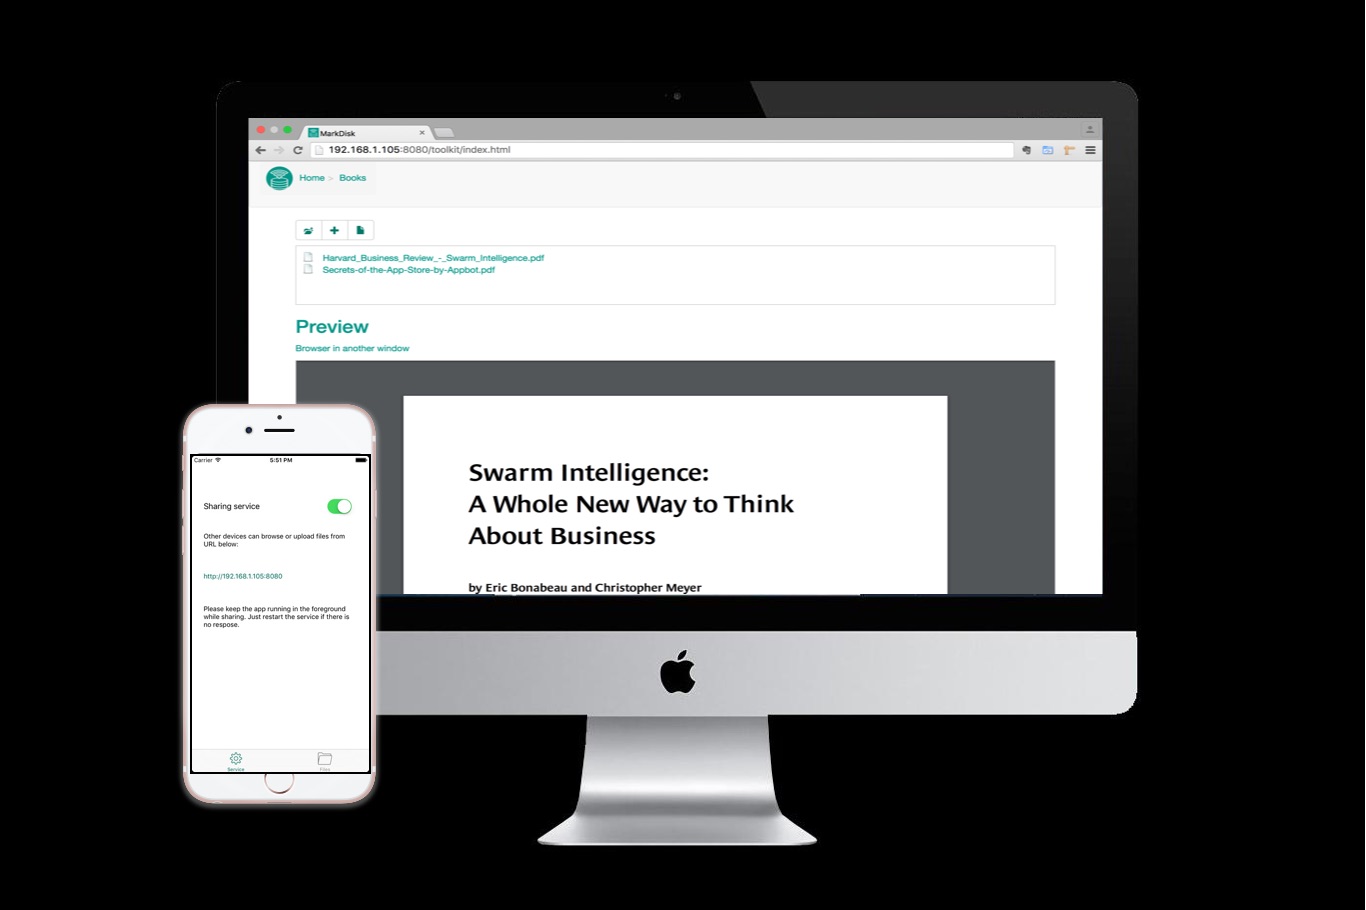 MarkDisk
192.168.1.105:8080/toolkit/index.html
Home > Books
Harvard_Business_Review_-_Swarm_Intelligence.pdf
Secrets-of-the-App-Store-by-Appbot.pdf
Preview
Browser in another window
Swarm Intelligence:
A Whole New Way to Think
About Business
by Eric Bonabeau and Christopher Meyer
Carrier 5:51 PM
Sharing service
Other devices can browse or upload files from
URL below:
http://192.168.1.105:8080
Please keep the app running in the foreground
while sharing. Just restart the service if there is
no respose.
Service Files